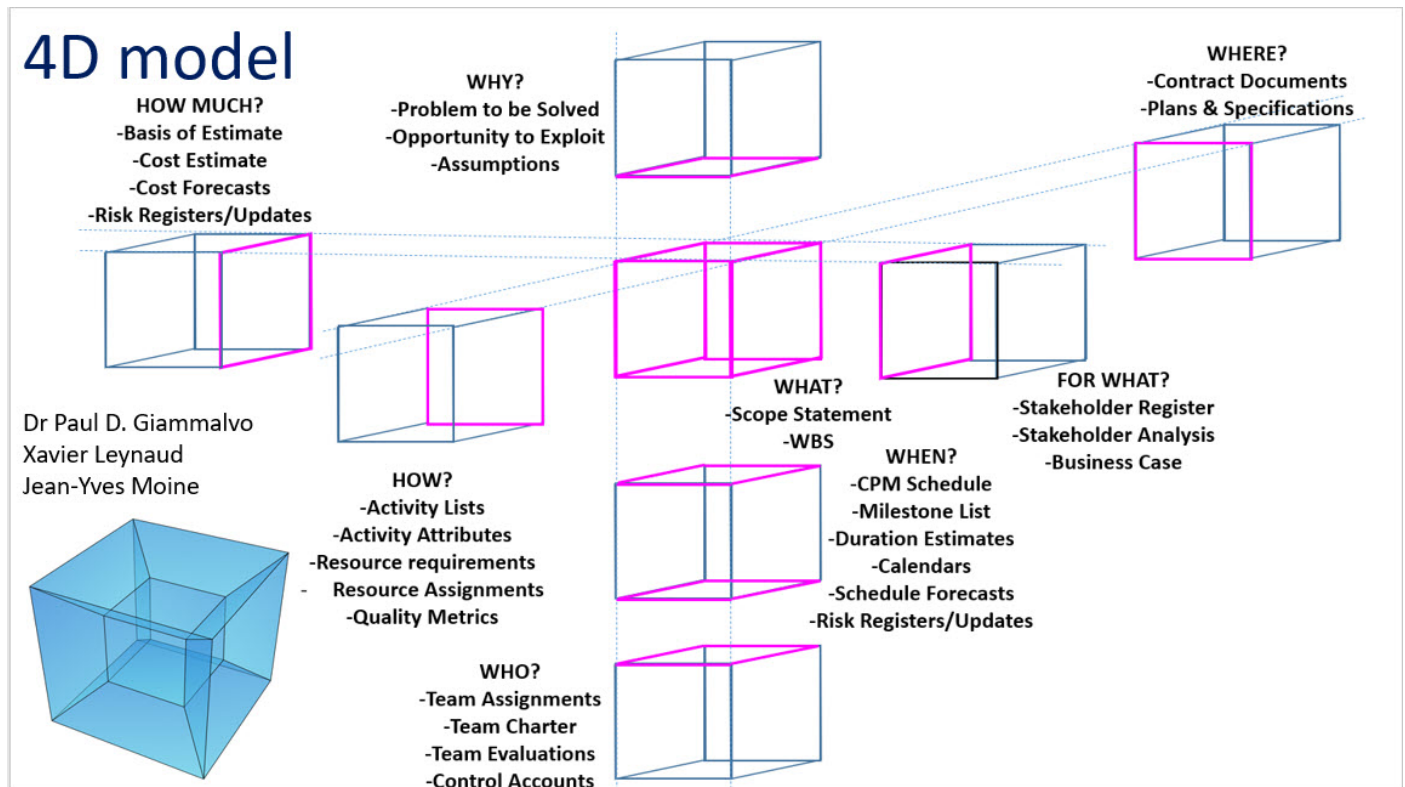 4D model
HOW MUCH?
-Basis of Estimate
-Cost Estimate
-Cost Forecasts
-Risk Registers/Updates
WHY?
-Problem to be Solved
-Opportunity to Exploit
-Assumptions
WHERE?
-Contract Documents
-Plans & Specifications
Dr Paul D. Giammalvo
Xavier Leynaud
Jean-Yves Moine
HOW?
-Activity Lists
-Activity Attributes
-Resource requirements
- Resource Assignments
-Quality Metrics
WHAT?
-Scope Statement
-WBS
FOR WHAT?
-Stakeholder Register
-Stakeholder Analysis
-Business Case
WHEN?
-CPM Schedule
-Milestone List
-Duration Estimates
-Calendars
-Schedule Forecasts
-Risk Registers/Updates
WHO?
-Team Assignments
-Team Charter
-Team Evaluations
-Control Accounts